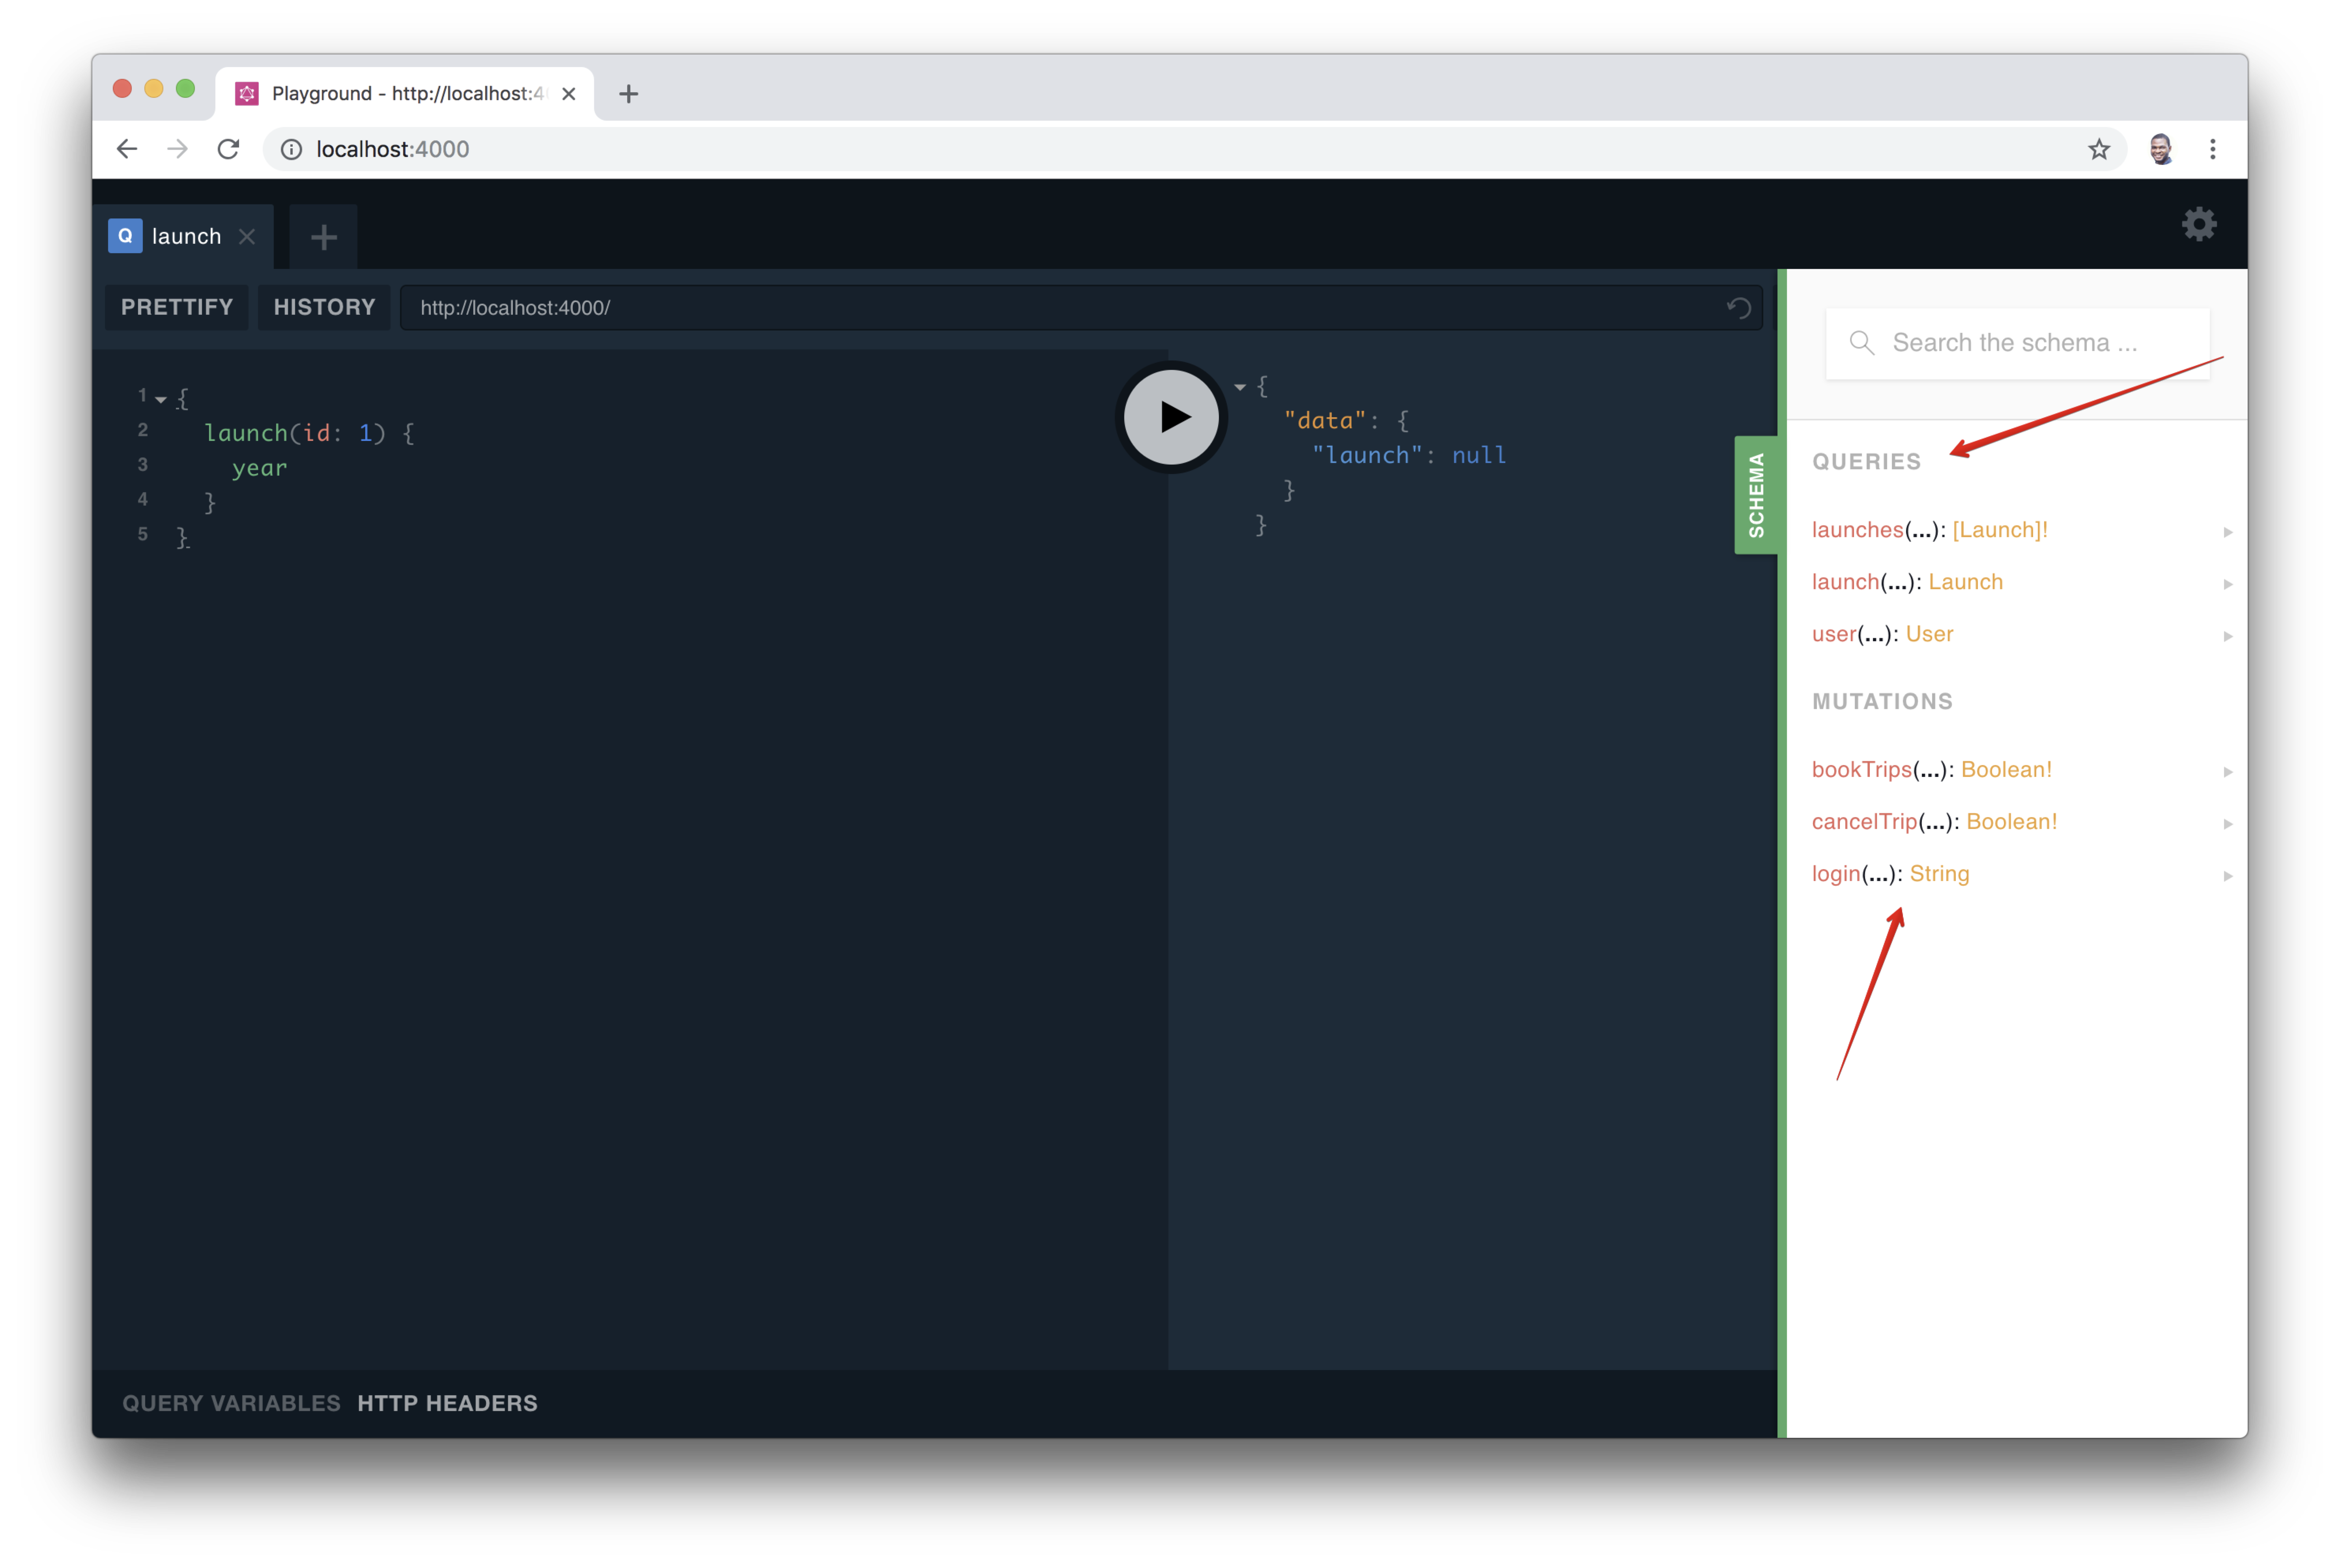 Playground - http://localhost:4
localhost:4000
Q launch
PRETTIFY HISTORY http://localhost:4000/
Search the schema ...
1 {
2 launch(id: 1) {
3 year
4 }
5 }
{
"data": {
"launch": null
}
}
SCHEMA
QUERIES
launches(...): [Launch]!
launch(...): Launch
user(...): User
MUTATIONS
bookTrips(...): Boolean!
cancelTrip(...): Boolean!
login(...): String
QUERY VARIABLES HTTP HEADERS